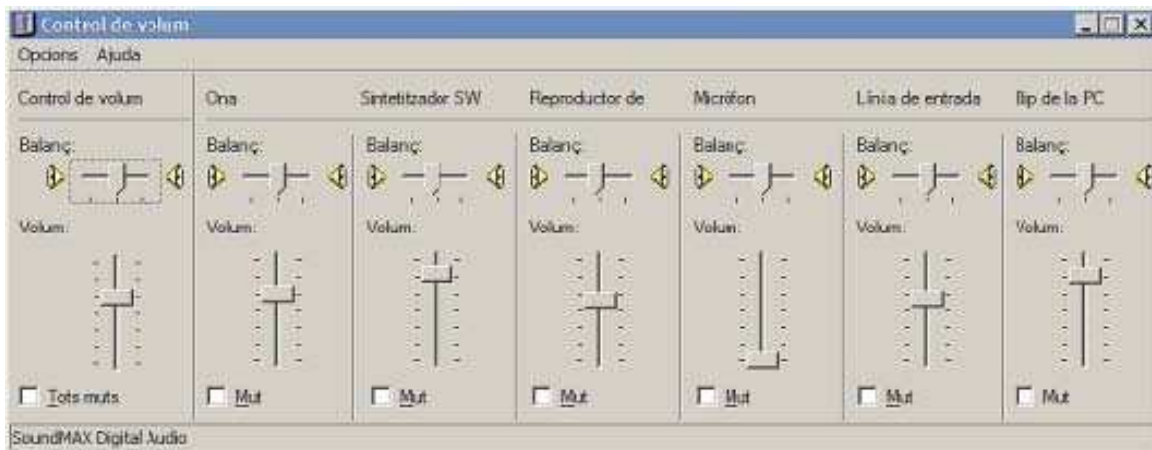 Control de volum
Opcions Ajuda
Control de volum Ona Sintetitzador SW Reproductor de Micròfon Línia de entrada Bip de la PC
Balanç: Balanç: Balanç: Balanç: Balanç: Balanç: Balanç:
Volum: Volum: Volum: Volum: Volum: Volum: Volum:
Tots muts Mut Mut Mut Mut Mut Mut
SoundMAX Digital Audio